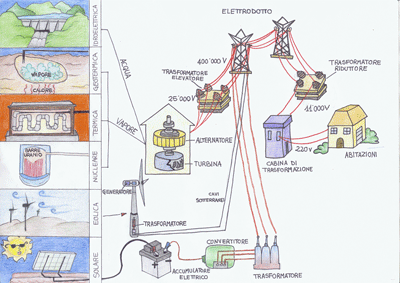 ELETTRODOTTO
IDROELETTRICA
GEOTERMICA
TERMICA
NUCLEARE
EOLICA
SOLARE
VAPORE
CALORE
BARRE
URANIO
ACQUA
VAPORE
400'000 V
TRASFORMATORE
ELEVATORE
25'000 V
TRASFORMATORE
RIDUTTORE
11'000 V
ALTERNATORE
TURBINA
220 V
CABINA DI
TRASFORMAZIONE
ABITAZIONI
GENERATORE
CAVI
SOTTERRANEI
TRASFORMATORE
CONVERTITORE
ACCUMULATORE
ELETTRICO
TRASFORMATORE